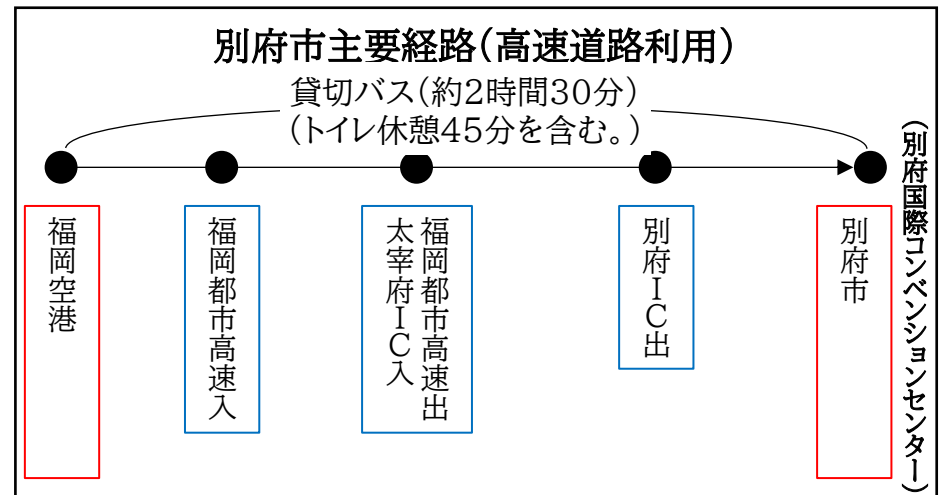 別府市主要経路(高速道路利用)
貸切バス(約2時間30分)
(トイレ休憩45分を含む。)
福岡空港
福岡都市高速入
福岡都市高速出
太宰府IC入
別府IC出
別府市
(別府国際コンベンションセンター)